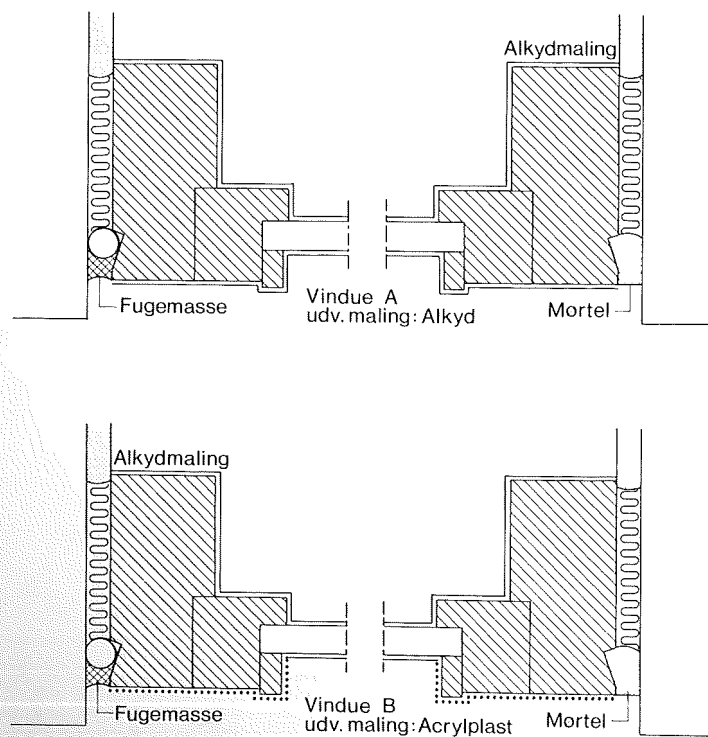 Alkydmaling
Fugemasse
Vindue A
udv. maling: Alkyd
Mortel
Alkydmaling
Fugemasse
Vindue B
udv. maling: Acrylplast
Mortel